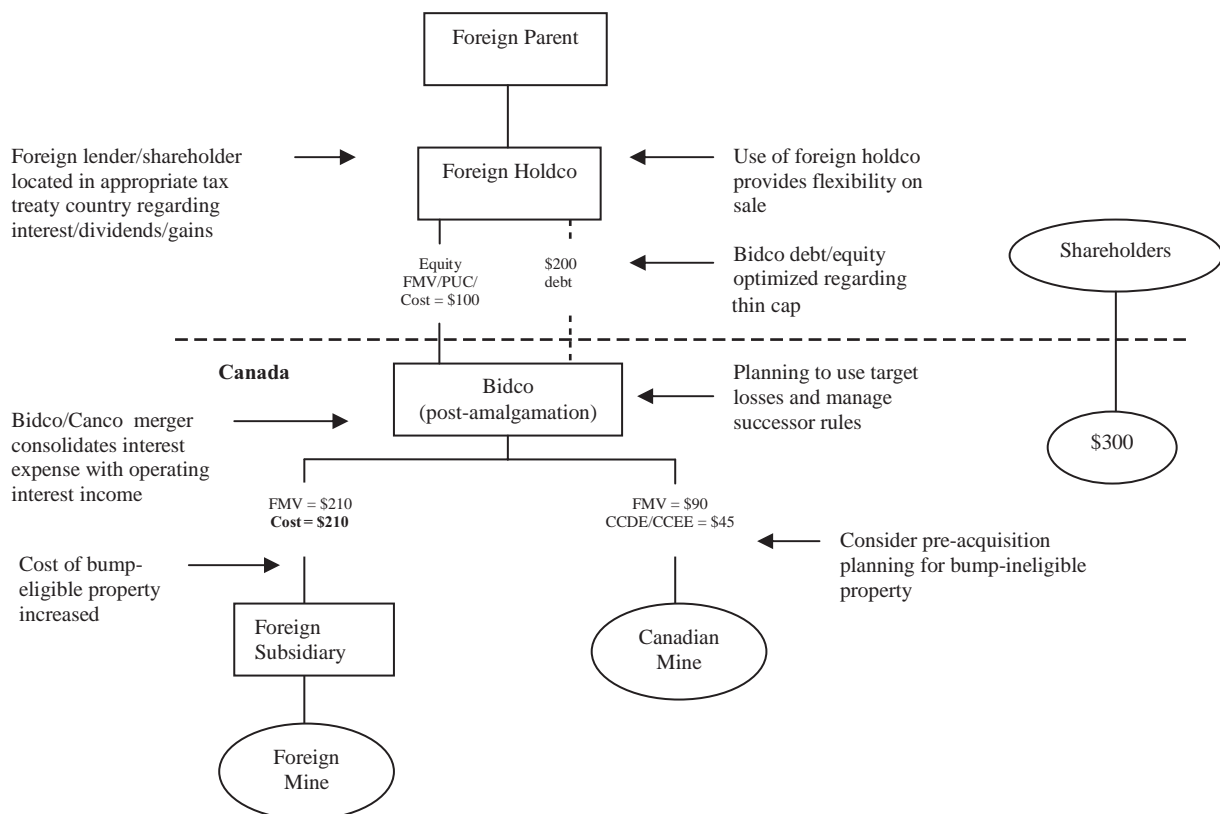 Foreign Parent
Foreign lender/shareholder
located in appropriate tax
treaty country regarding
interest/dividends/gains
Foreign Holdco
Use of foreign holdco
provides flexibility on
sale
Shareholders
Equity
FMV/PUC/
Cost = $100
$200
debt
Bidco debt/equity
optimized regarding
thin cap
Canada
Bidco
(post-amalgamation)
Planning to use target
losses and manage
successor rules
$300
Bidco/Canco merger
consolidates interest
expense with operating
interest income
FMV = $210
Cost = $210
FMV = $90
CCDE/CCEE = $45
Cost of bump-
eligible property
increased
Consider pre-acquisition
planning for bump-ineligible
property
Foreign
Subsidiary
Canadian
Mine
Foreign
Mine